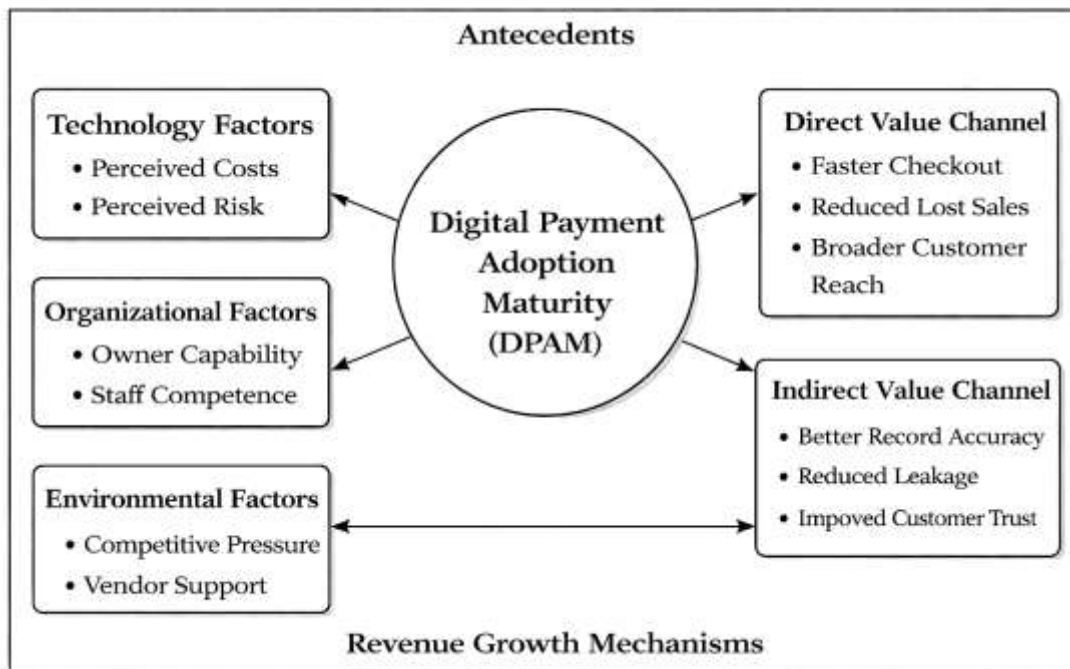 Antecedents
Technology Factors
• Perceived Costs
• Perceived Risk
Organizational Factors
• Owner Capability
• Staff Competence
Environmental Factors
• Competitive Pressure
• Vendor Support
Digital Payment
Adoption
Maturity
(DPAM)
Direct Value Channel
• Faster Checkout
• Reduced Lost Sales
• Broader Customer
Reach
Indirect Value Channel
• Better Record Accuracy
• Reduced Leakage
• Impoved Customer Trust
Revenue Growth Mechanisms